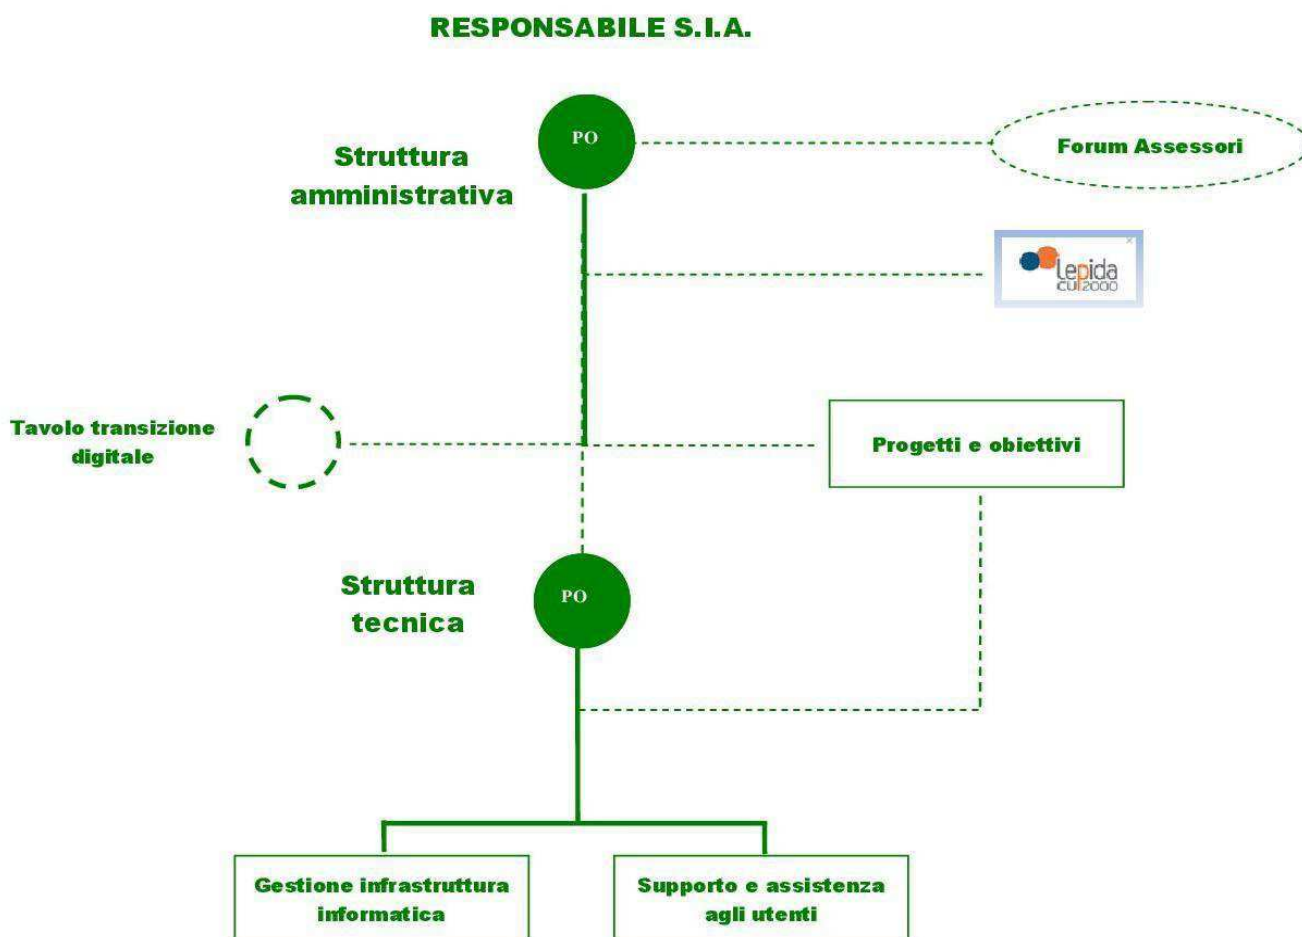 RESPONSABILE S.I.A.
PO
Struttura
amministrativa
Forum Assessori
Lepida
cup2000
Tavolo transizione
digitale
Progetti e obiettivi
Struttura
tecnica
PO
Gestione infrastruttura
informatica
Supporto e assistenza
agli utenti